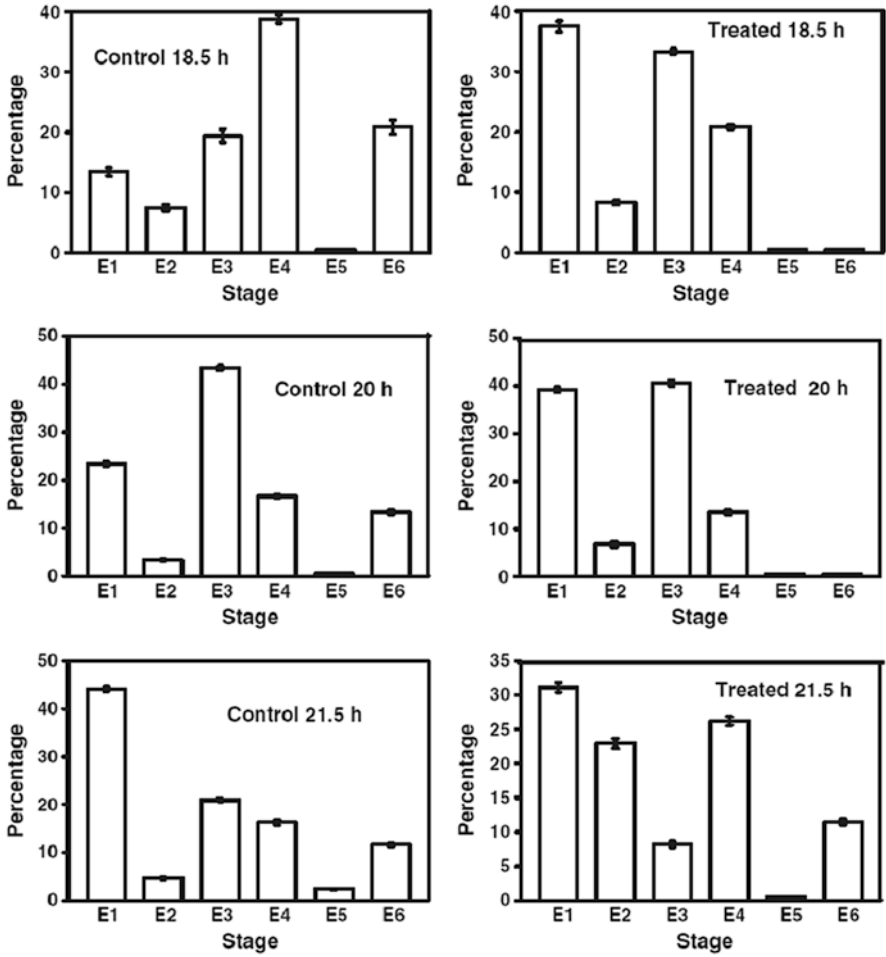 Control 18.5 h
Percentage
40
30
20
10
0
E1 E2 E3 E4 E5 E6
Stage
Treated 18.5 h
Percentage
40
30
20
10
0
E1 E2 E3 E4 E5 E6
Stage
Control 20 h
Percentage
50
40
30
20
10
0
E1 E2 E3 E4 E5 E6
Stage
Treated 20 h
Percentage
50
40
30
20
10
0
E1 E2 E3 E4 E5 E6
Stage
Control 21.5 h
Percentage
50
40
30
20
10
0
E1 E2 E3 E4 E5 E6
Stage
Treated 21.5 h
Percentage
35
30
25
20
15
10
5
0
E1 E2 E3 E4 E5 E6
Stage